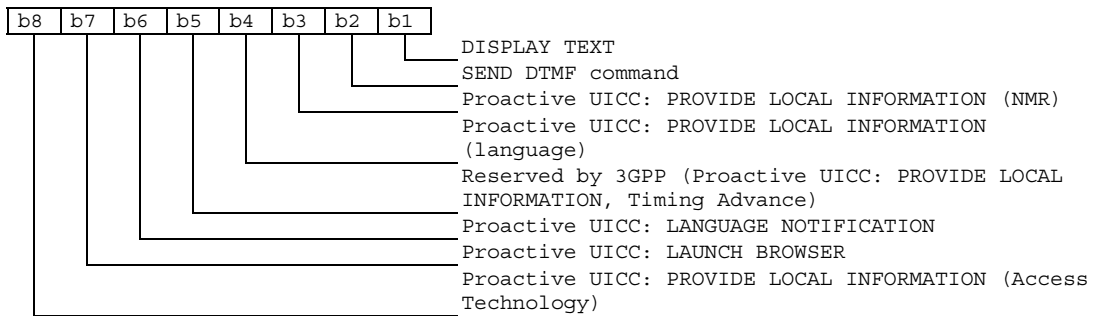 b8 b7 b6 b5 b4 b3 b2 b1
DISPLAY TEXT
SEND DTMF command
Proactive UICC: PROVIDE LOCAL INFORMATION (NMR)
Proactive UICC: PROVIDE LOCAL INFORMATION
(language)
Reserved by 3GPP (Proactive UICC: PROVIDE LOCAL
INFORMATION, Timing Advance)
Proactive UICC: LANGUAGE NOTIFICATION
Proactive UICC: LAUNCH BROWSER
Proactive UICC: PROVIDE LOCAL INFORMATION (Access
Technology)